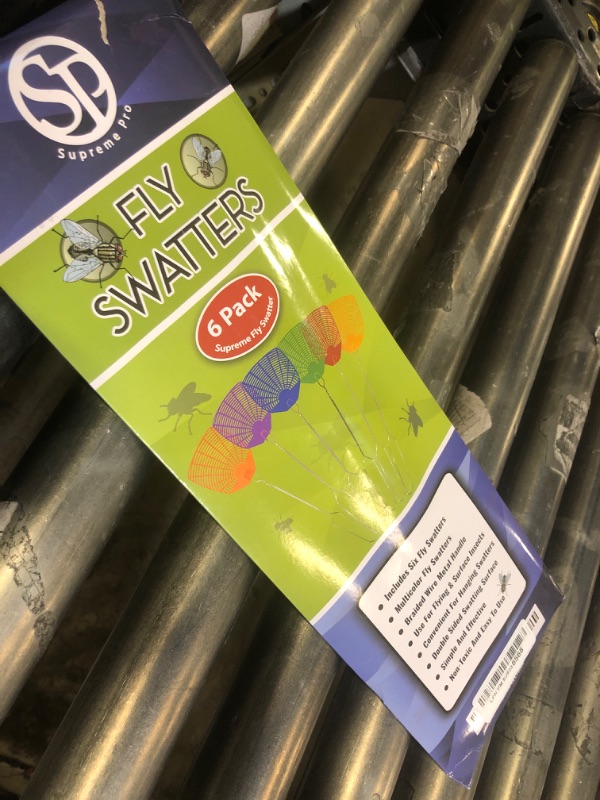 SP
Supreme Pro
FLY
SWATTERS
6 Pack
Supreme Fly Swatter
• Includes Six Fly Swatters
• Multicolor Fly Swatters
• Braided Wire Metal Handle
• Use For Flying & Surface Insects
• Convenient For Hanging Swatters
• Double Sided Swatting Surface
• Simple And Effective
• Non-Toxic And Easy To Use